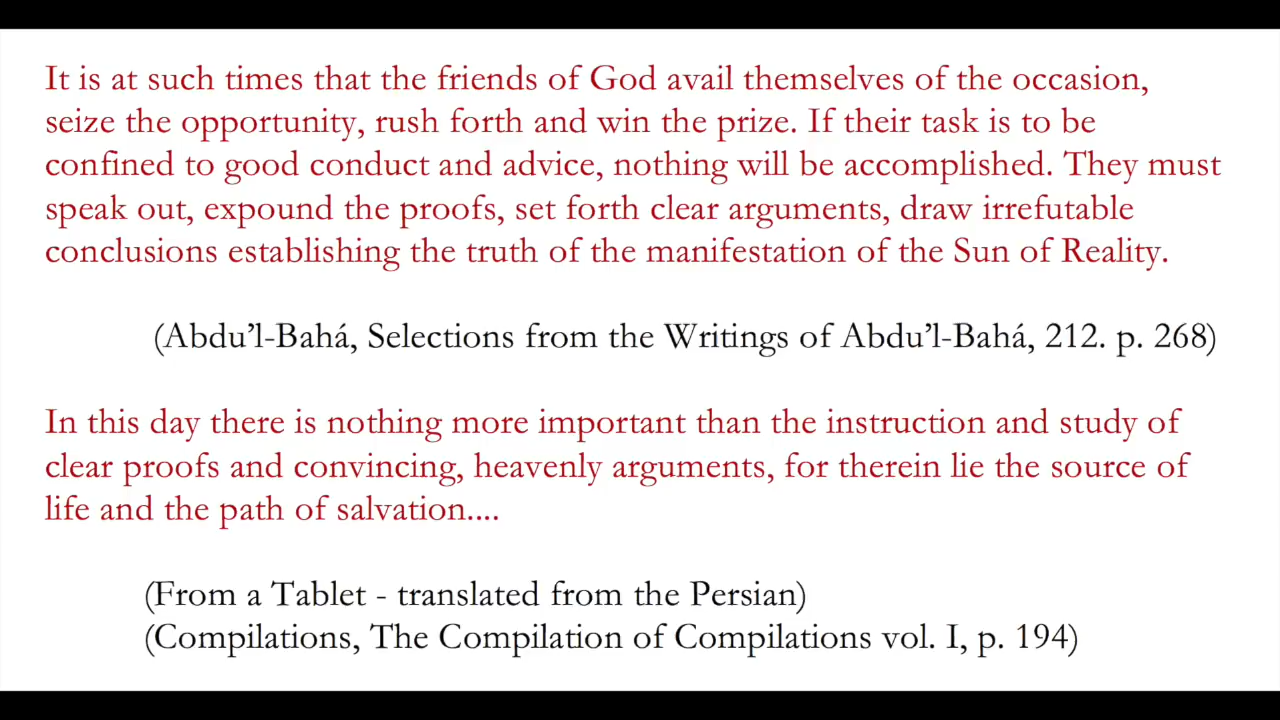 It is at such times that the friends of God avail themselves of the occasion,
seize the opportunity, rush forth and win the prize. If their task is to be
confined to good conduct and advice, nothing will be accomplished. They must
speak out, expound the proofs, set forth clear arguments, draw irrefutable
conclusions establishing the truth of the manifestation of the Sun of Reality.
(Abdu’l-Bahá, Selections from the Writings of Abdu’l-Bahá, 212. p. 268)
In this day there is nothing more important than the instruction and study of
clear proofs and convincing, heavenly arguments, for therein lie the source of
life and the path of salvation....
(From a Tablet - translated from the Persian)
(Compilations, The Compilation of Compilations vol. I, p. 194)